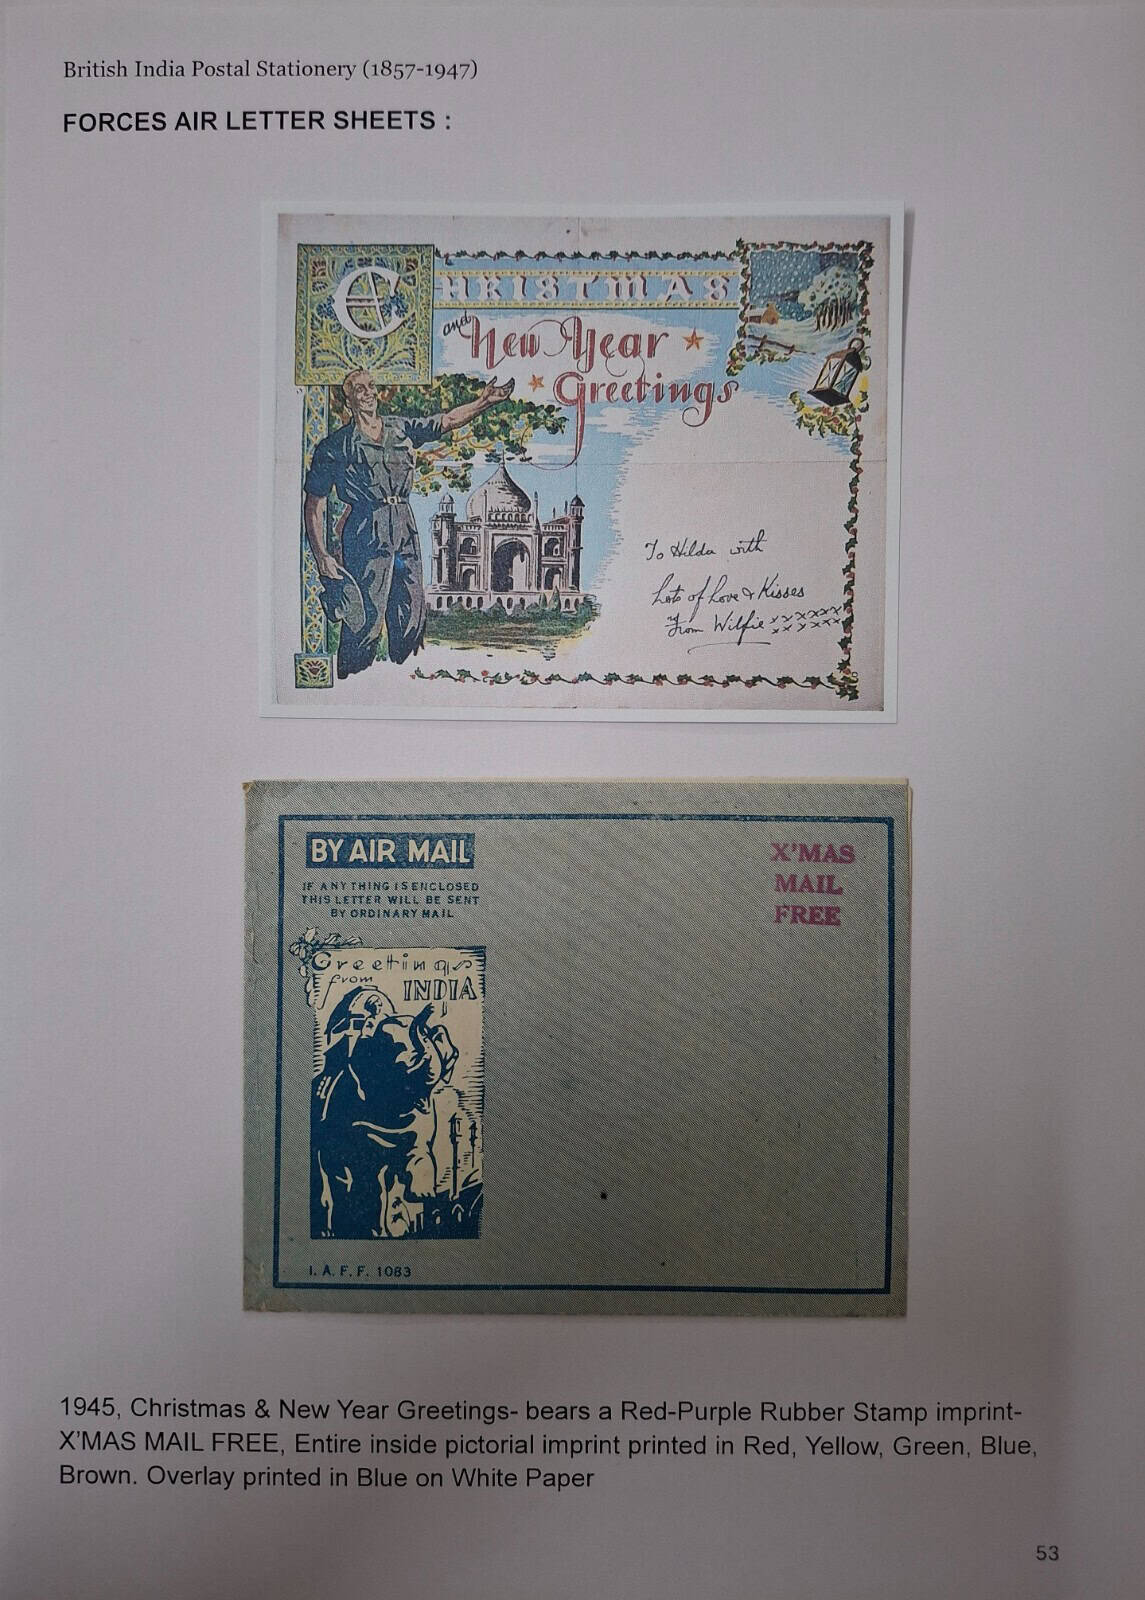 British India Postal Stationery (1857-1947)
FORCES AIR LETTER SHEETS :
CHRISTMAS
and
New Year
Greetings
To Hilda with
Lots of Love & Kisses
From Wilfie xxxxxxx
xxxxxx
BY AIR MAIL
IF ANYTHING IS ENCLOSED
THIS LETTER WILL BE SENT
BY ORDINARY MAIL
X'MAS
MAIL
FREE
Greetings
from
INDIA
I. A. F. F. 1083
1945, Christmas & New Year Greetings- bears a Red-Purple Rubber Stamp imprint-
X'MAS MAIL FREE, Entire inside pictorial imprint printed in Red, Yellow, Green, Blue,
Brown. Overlay printed in Blue on White Paper
53